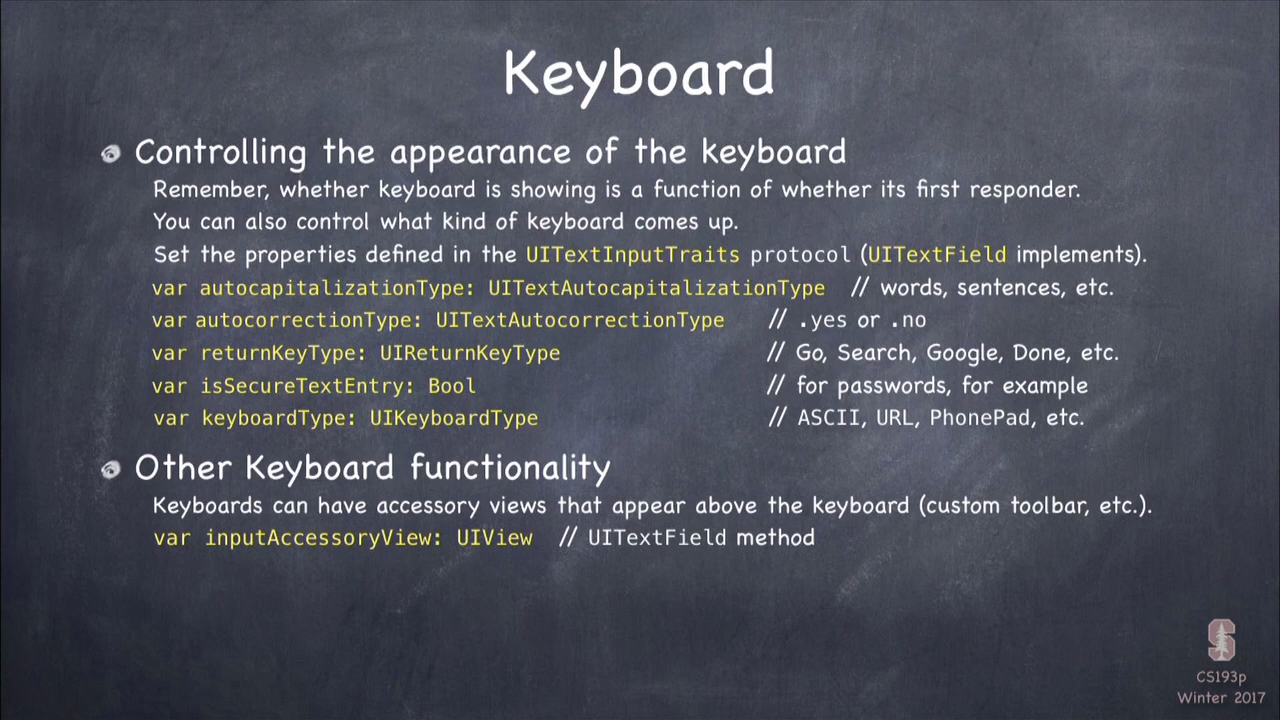 Keyboard
Controlling the appearance of the keyboard
Remember, whether keyboard is showing is a function of whether its first responder.
You can also control what kind of keyboard comes up.
Set the properties defined in the UITextInputTraits protocol (UITextField implements).
var autocapitalizationType: UITextAutocapitalizationType // words, sentences, etc.
var autocorrectionType: UITextAutocorrectionType // .yes or .no
var returnKeyType: UIReturnKeyType // Go, Search, Google, Done, etc.
var isSecureTextEntry: Bool // for passwords, for example
var keyboardType: UIKeyboardType // ASCII, URL, PhonePad, etc.
Other Keyboard functionality
Keyboards can have accessory views that appear above the keyboard (custom toolbar, etc.).
var inputAccessoryView: UIView // UITextField method
S
CS193p
Winter 2017